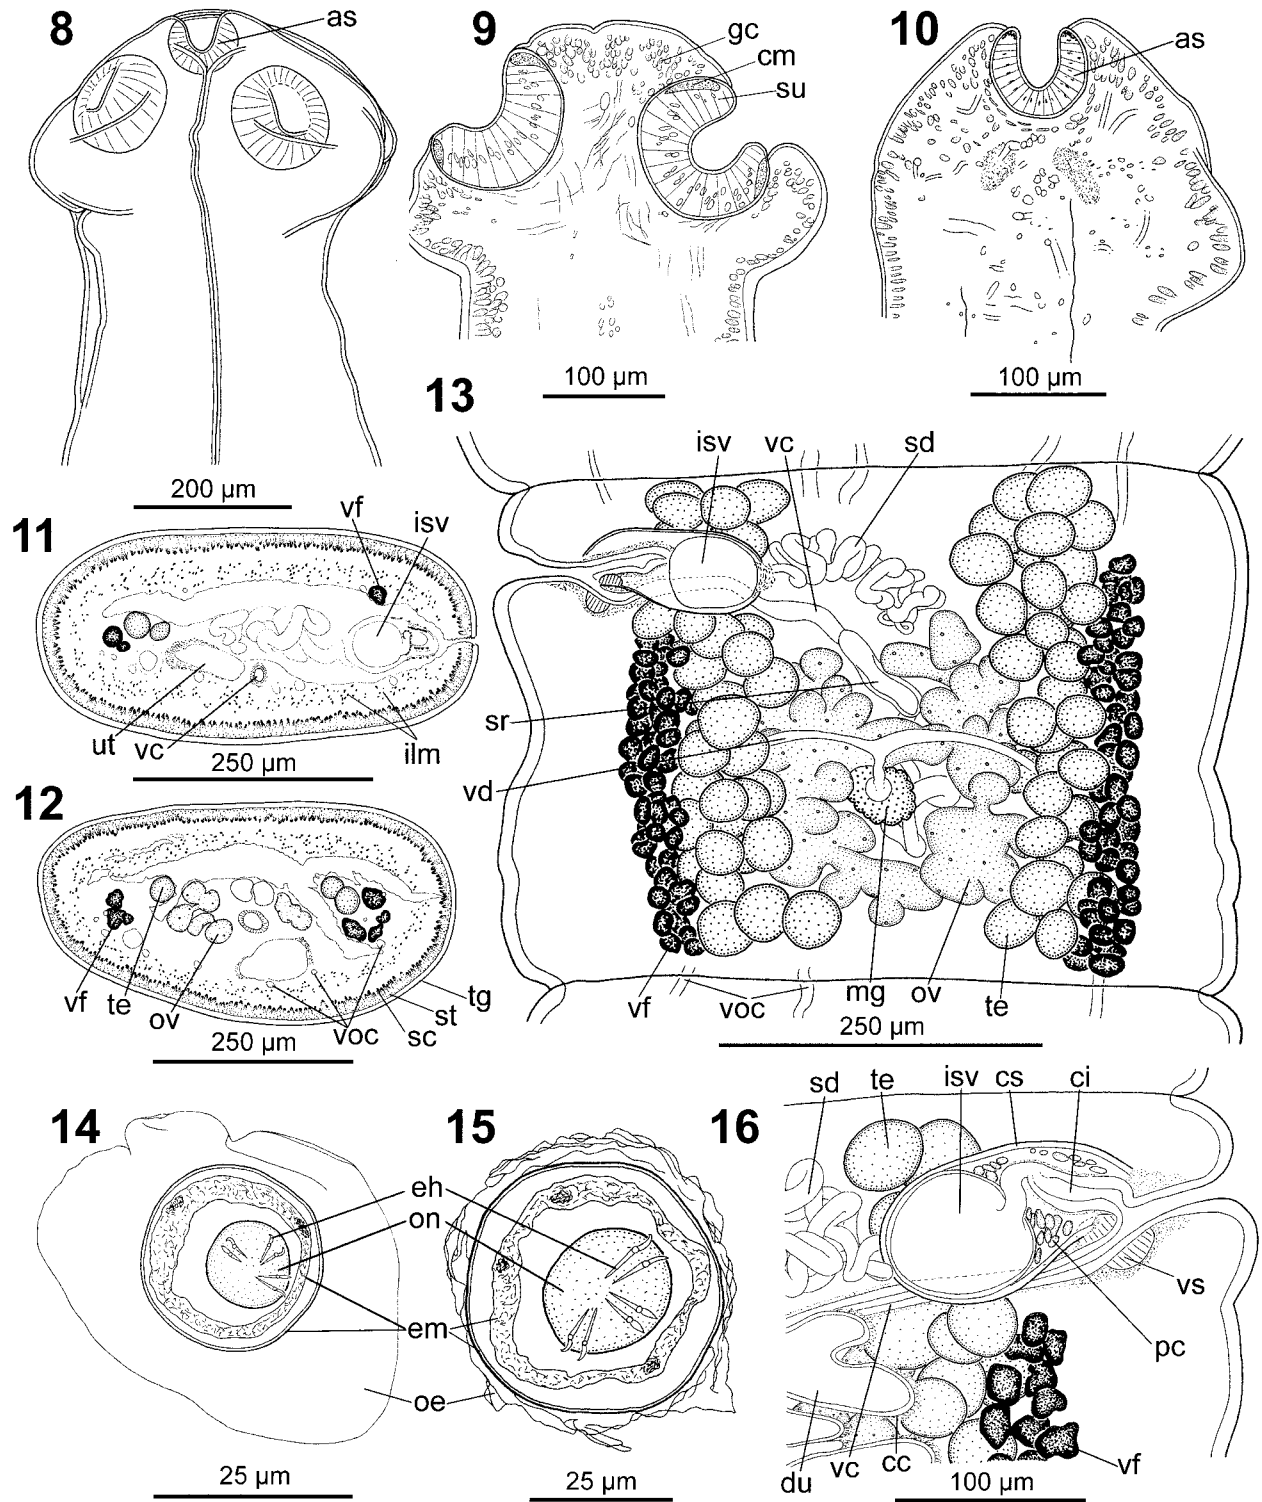 8
as
9
gc
cm
su
10
as
200 µm
100 µm
100 µm
11
vf
isv
ut
vc
ilm
250 µm
12
vf
te
ov
voc
sc
st
tg
250 µm
13
isv
vc
sd
sr
vd
vf
voc
mg
ov
te
250 µm
14
15
eh
on
em
oe
25 µm
25 µm
16
sd
te
isv
cs
ci
vs
pc
vf
du
vc
cc
100 µm